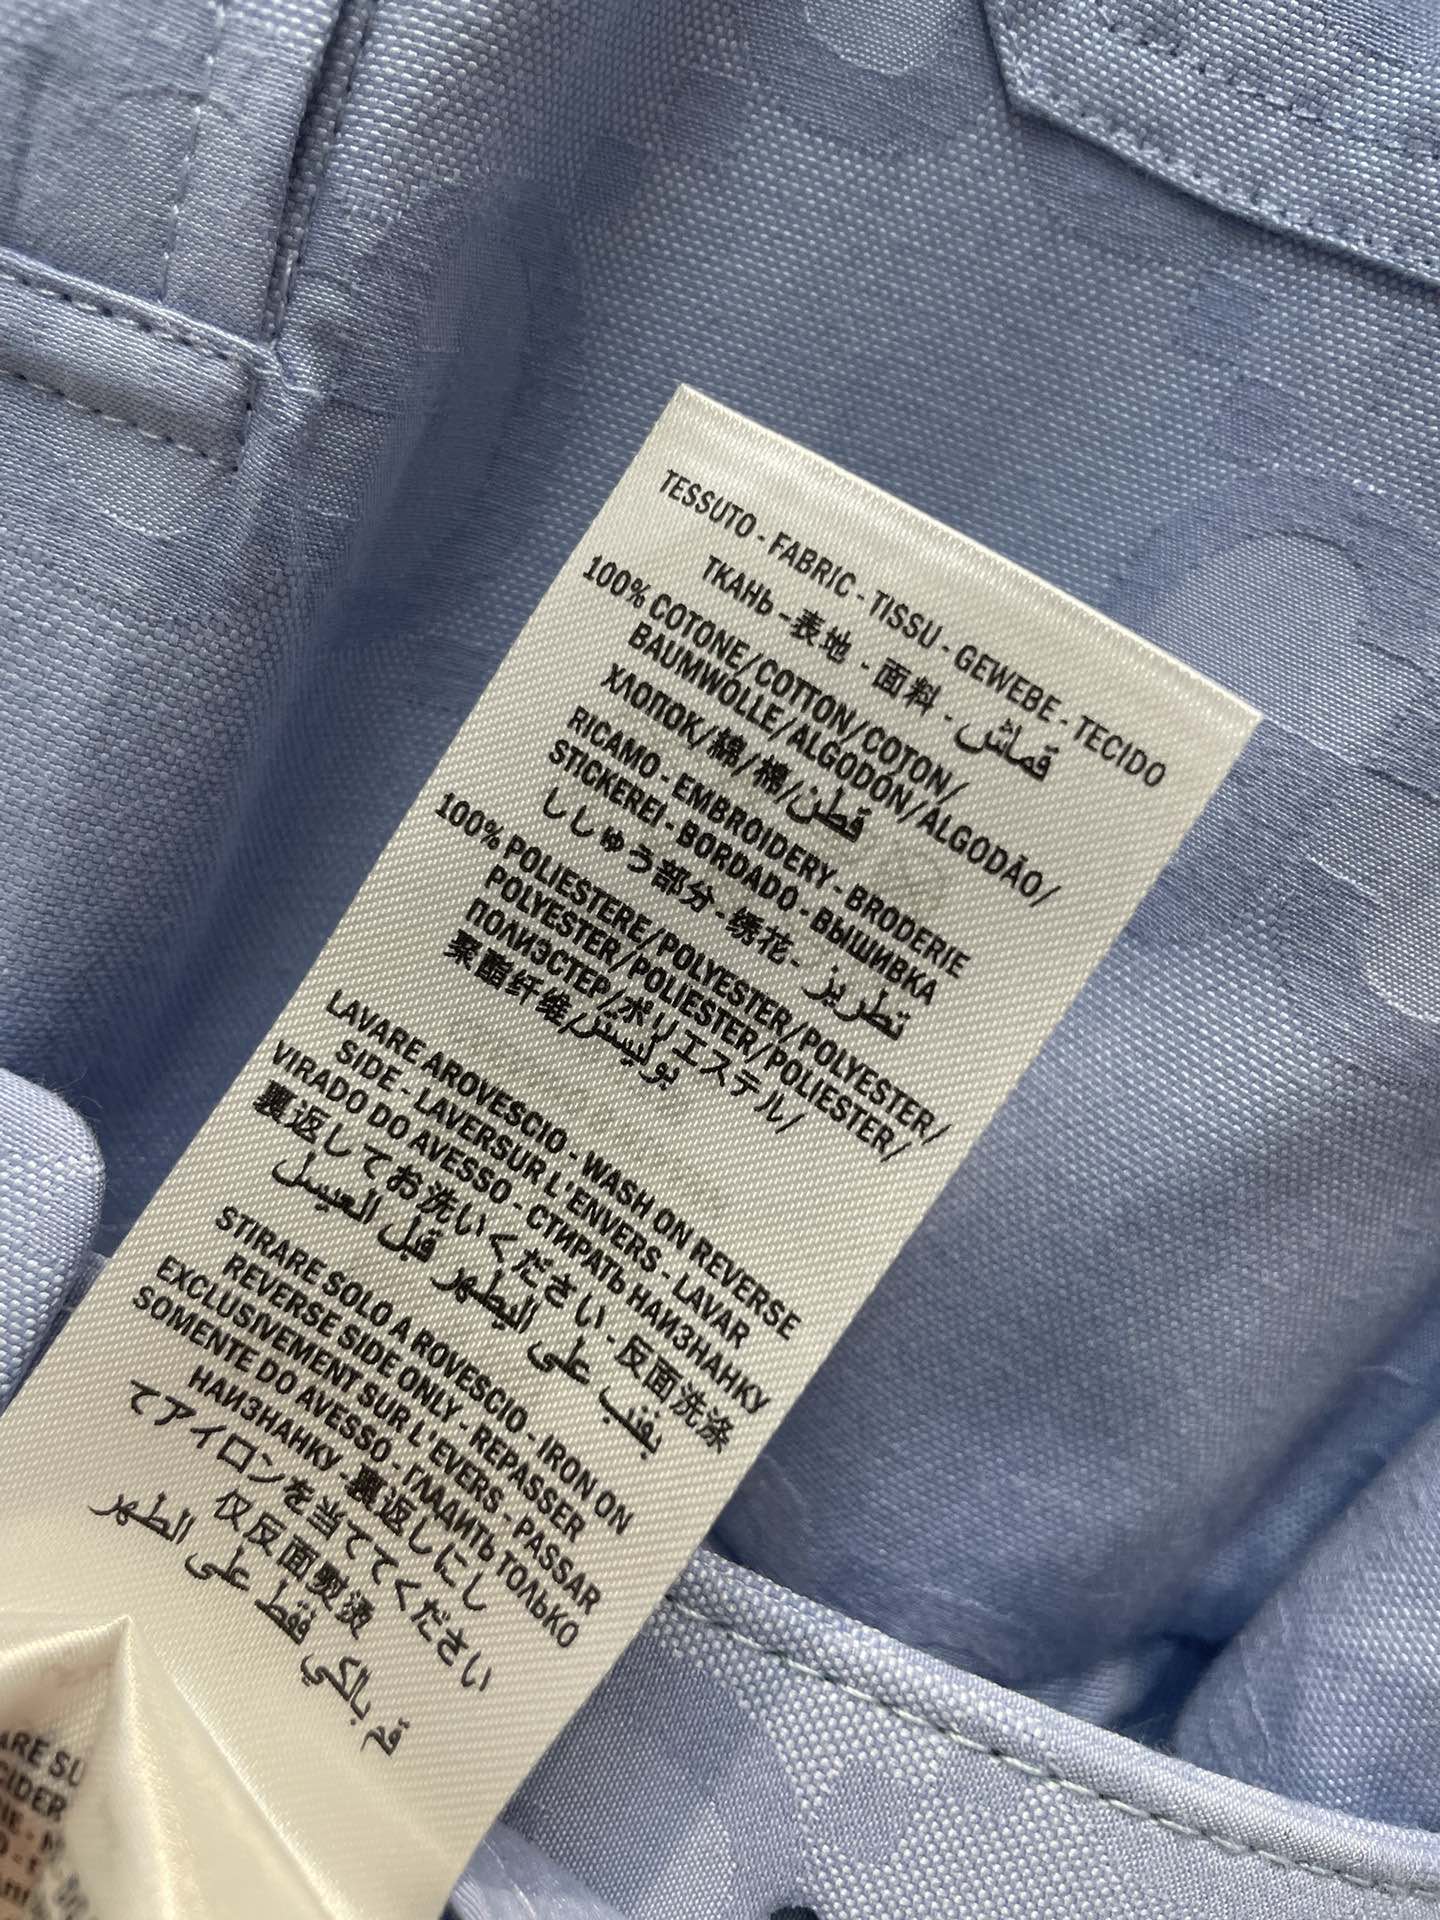 TESSUTO - FABRIC - TISSU - GEWEBE - TECIDO
ТКАНЬ - 表地 - 面料 - قماش
100% COTONE/COTTON/COTON/
BAUMWOLLE/ALGODÓN/ALGODÃO/
ХЛОПОК/綿/棉/قطن
RICAMO - EMBROIDERY - BRODERIE
STICKEREI - BORDADO - ВЫШИВКА
ししゅう部分 - 绣花 - تطريز
100% POLIESTERE/POLYESTER/POLYESTER/
POLYESTER/POLIESTER/POLIESTER/
ПОЛИЭСТЕР/ポリエステル/
聚酯纤维/بوليستر
LAVARE AROVESCIO - WASH ON REVERSE
SIDE - LAVERSUR L'ENVERS - LAVAR
VIRADO DO AVESSO - СТИРАТЬ НАИЗНАНКУ
裏返してお洗いください - 反面洗涤
يقلب على الظهر قبل الغسيل
STIRARE SOLO A ROVESCIO - IRON ON
REVERSE SIDE ONLY - REPASSER
EXCLUSIVEMENT SUR L'EVERS - PASSAR
SOMENTE DO AVESSO - ГЛАДИТЬ ТОЛЬКО
НАИЗНАНКУ - 裏返しにし
てアイロンを当ててください
仅反面熨烫
قم بالكي فقط على الظهر